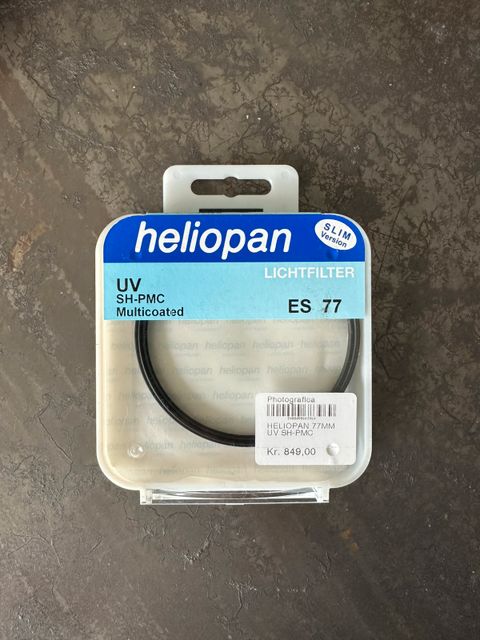 heliopan
SLIM
Version
LICHTFILTER
UV
SH-PMC
Multicoated
ES 77
Photografica
HELIOPAN 77MM
UV SH-PMC
Kr. 849,00